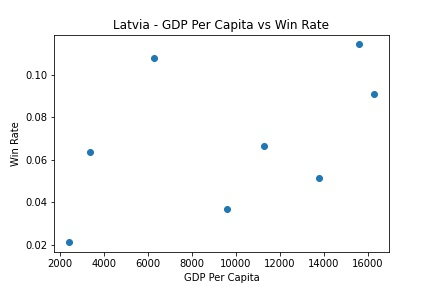 Latvia - GDP Per Capita vs Win Rate
0.10
0.08
0.06
0.04
0.02
Win Rate
2000 4000 6000 8000 10000 12000 14000 16000
GDP Per Capita